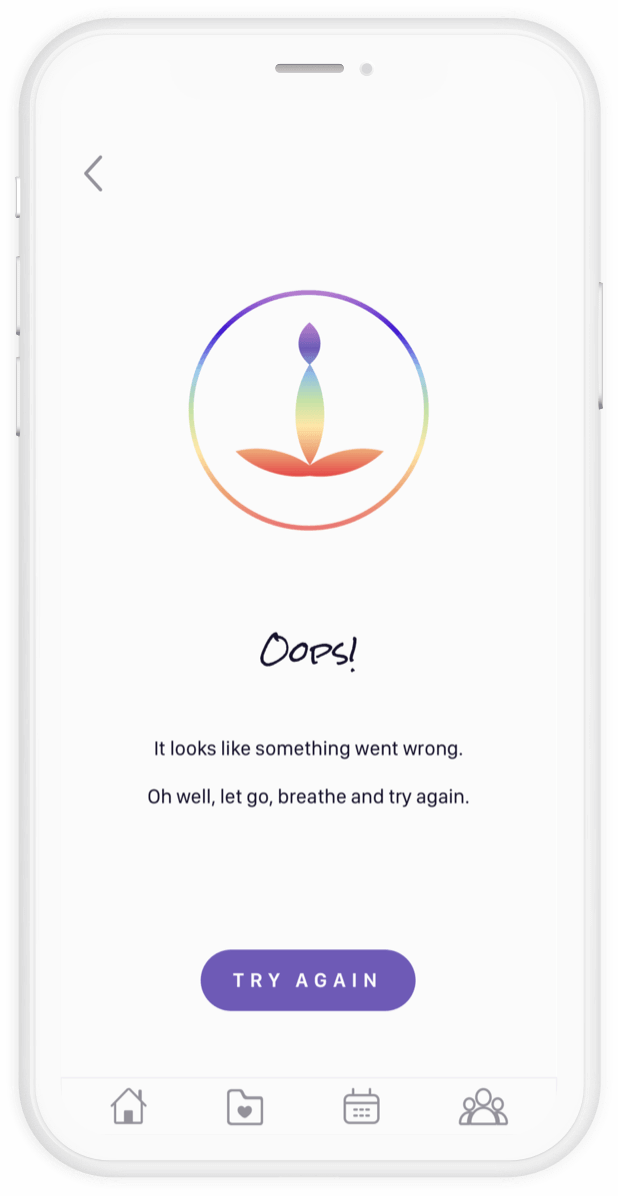 Oops!
It looks like something went wrong.
Oh well, let go, breathe and try again.
TRY AGAIN